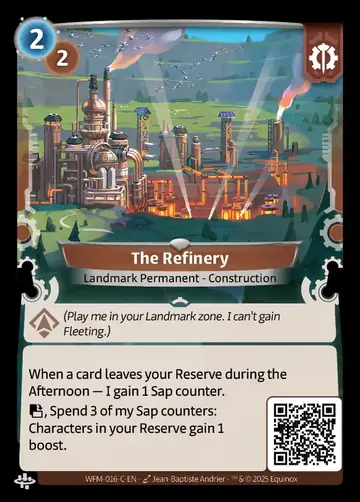 2
2
The Refinery
Landmark Permanent - Construction
(Play me in your Landmark zone. I can't gain
Fleeting.)
When a card leaves your Reserve during the
Afternoon — I gain 1 Sap counter.
, Spend 3 of my Sap counters:
Characters in your Reserve gain 1
boost.
WFM-016-C-EN - Jean-Baptiste Andrier - ™ & © 2025 Equinox